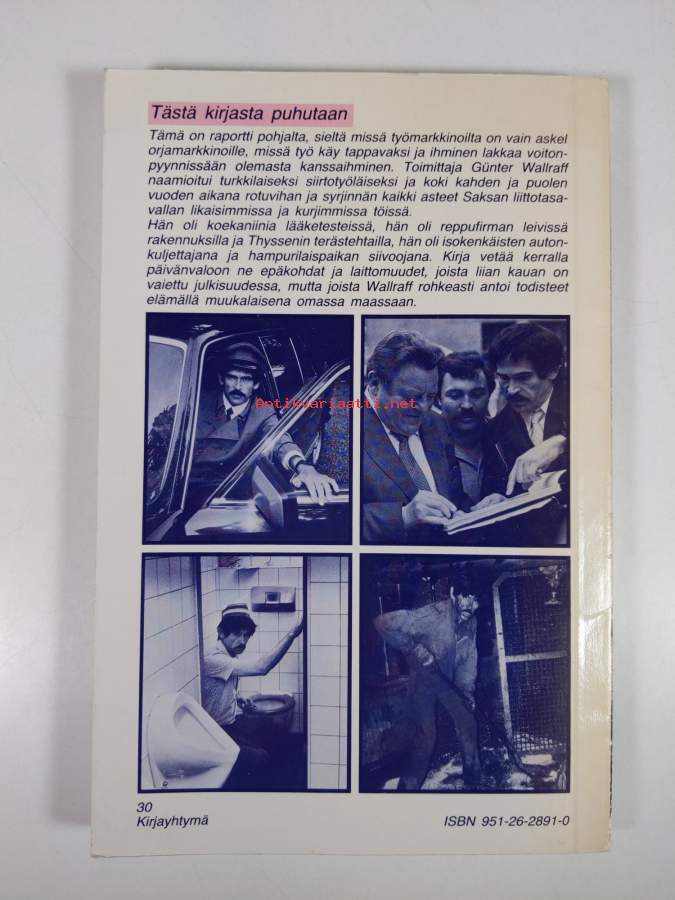 Tästä kirjasta puhutaan
Tämä on raportti pohjalta, sieltä missä työmarkkinoilta on vain askel
orjamarkkinoille, missä työ käy tappavaksi ja ihminen lakkaa voiton-
pyynnissään olemasta kanssaihminen. Toimittaja Günter Wallraff
naamioitui turkkilaiseksi siirtotyöläiseksi ja koki kahden ja puolen
vuoden aikana rotuvihan ja syrjinnän kaikki asteet Saksan liittotasa-
vallan likaisimmissa ja kurjimmissa töissä.
Hän oli koekaniinia lääketesteissä, hän oli reppufirman leivissä
rakennuksilla ja Thyssenin terästehtailla, hän oli isokenkäisten auton-
kuljettajana ja hampurilaispaikan siivoojana. Kirja vetää kerralla
päivänvaloon ne epäkohdat ja laittomuudet, joista liian kauan on
vaiettu julkisuudessa, mutta joista Wallraff rohkeasti antoi todisteet
elämällä muukalaisena omassa maassaan.
Antikvariaatti.net
30
Kirjayhtymä
ISBN 951-26-2891-0